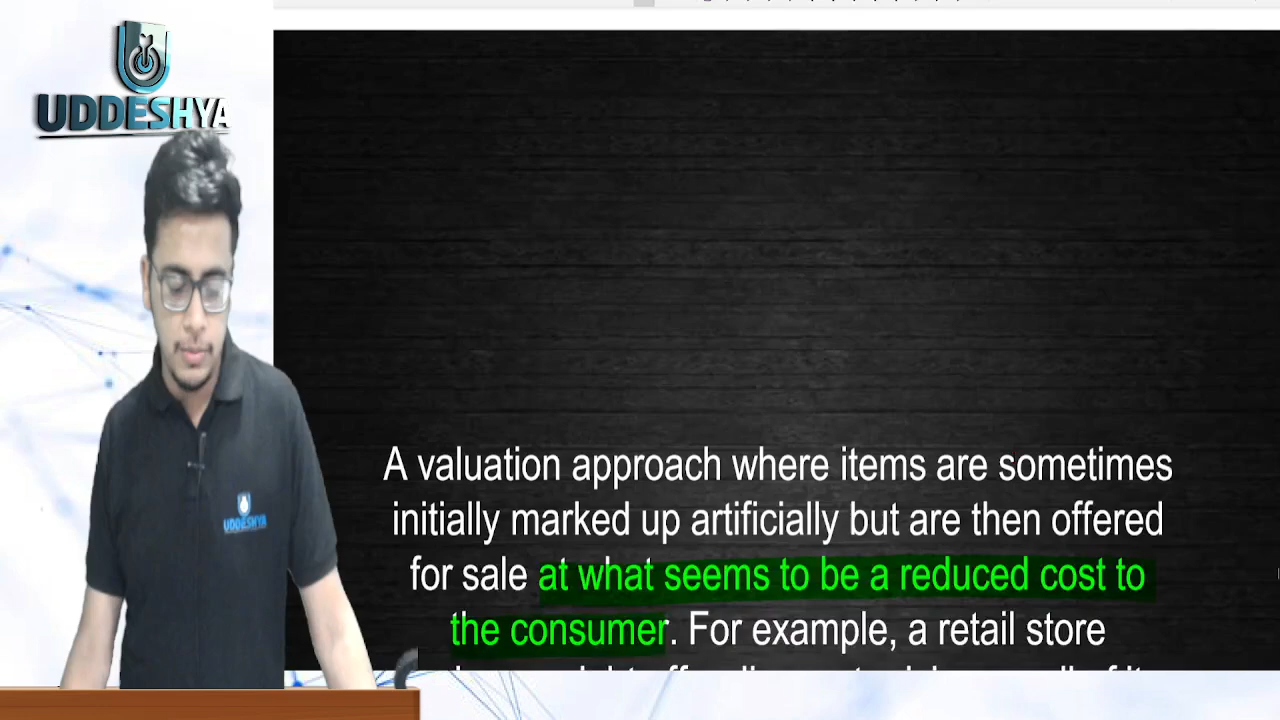 UDDESHYA
UDDESHYA
A valuation approach where items are sometimes
initially marked up artificially but are then offered
for sale at what seems to be a reduced cost to
the consumer. For example, a retail store